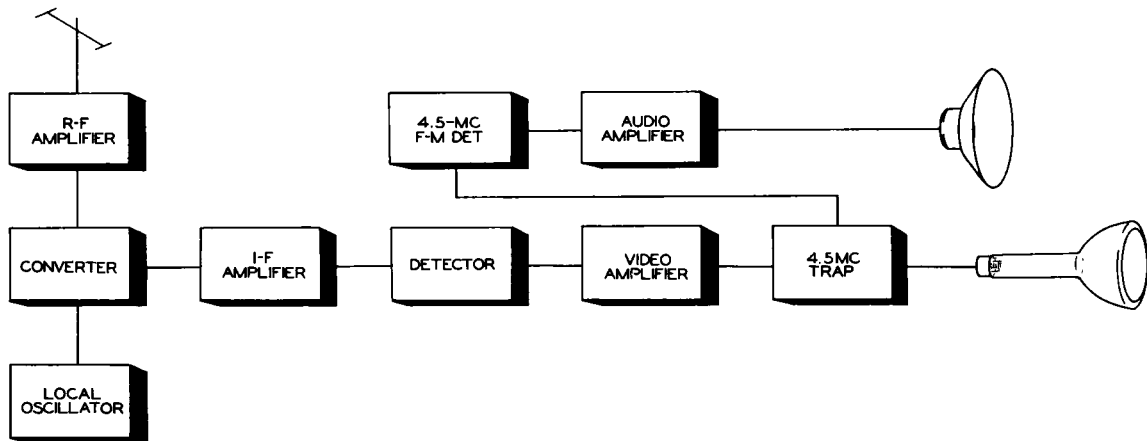 R-F
AMPLIFIER
4.5-MC
F-M DET
AUDIO
AMPLIFIER
CONVERTER
I-F
AMPLIFIER
DETECTOR
VIDEO
AMPLIFIER
4.5MC
TRAP
LOCAL
OSCILLATOR